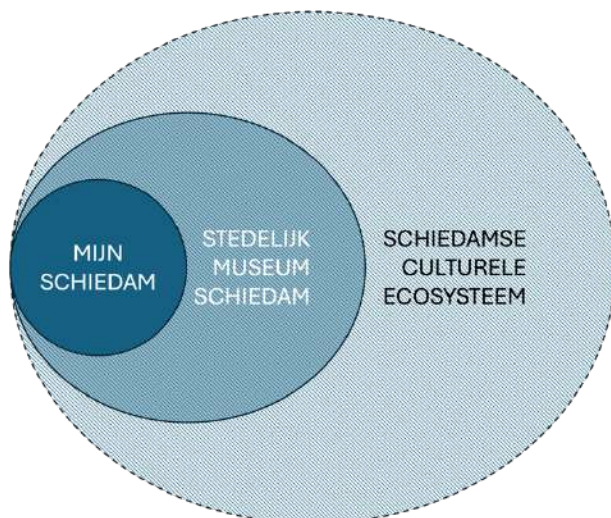 MIJN
SCHIEDAM
STEDELIJK
MUSEUM
SCHIEDAM
SCHIEDAMSE
CULTURELE
ECOSYSTEEM